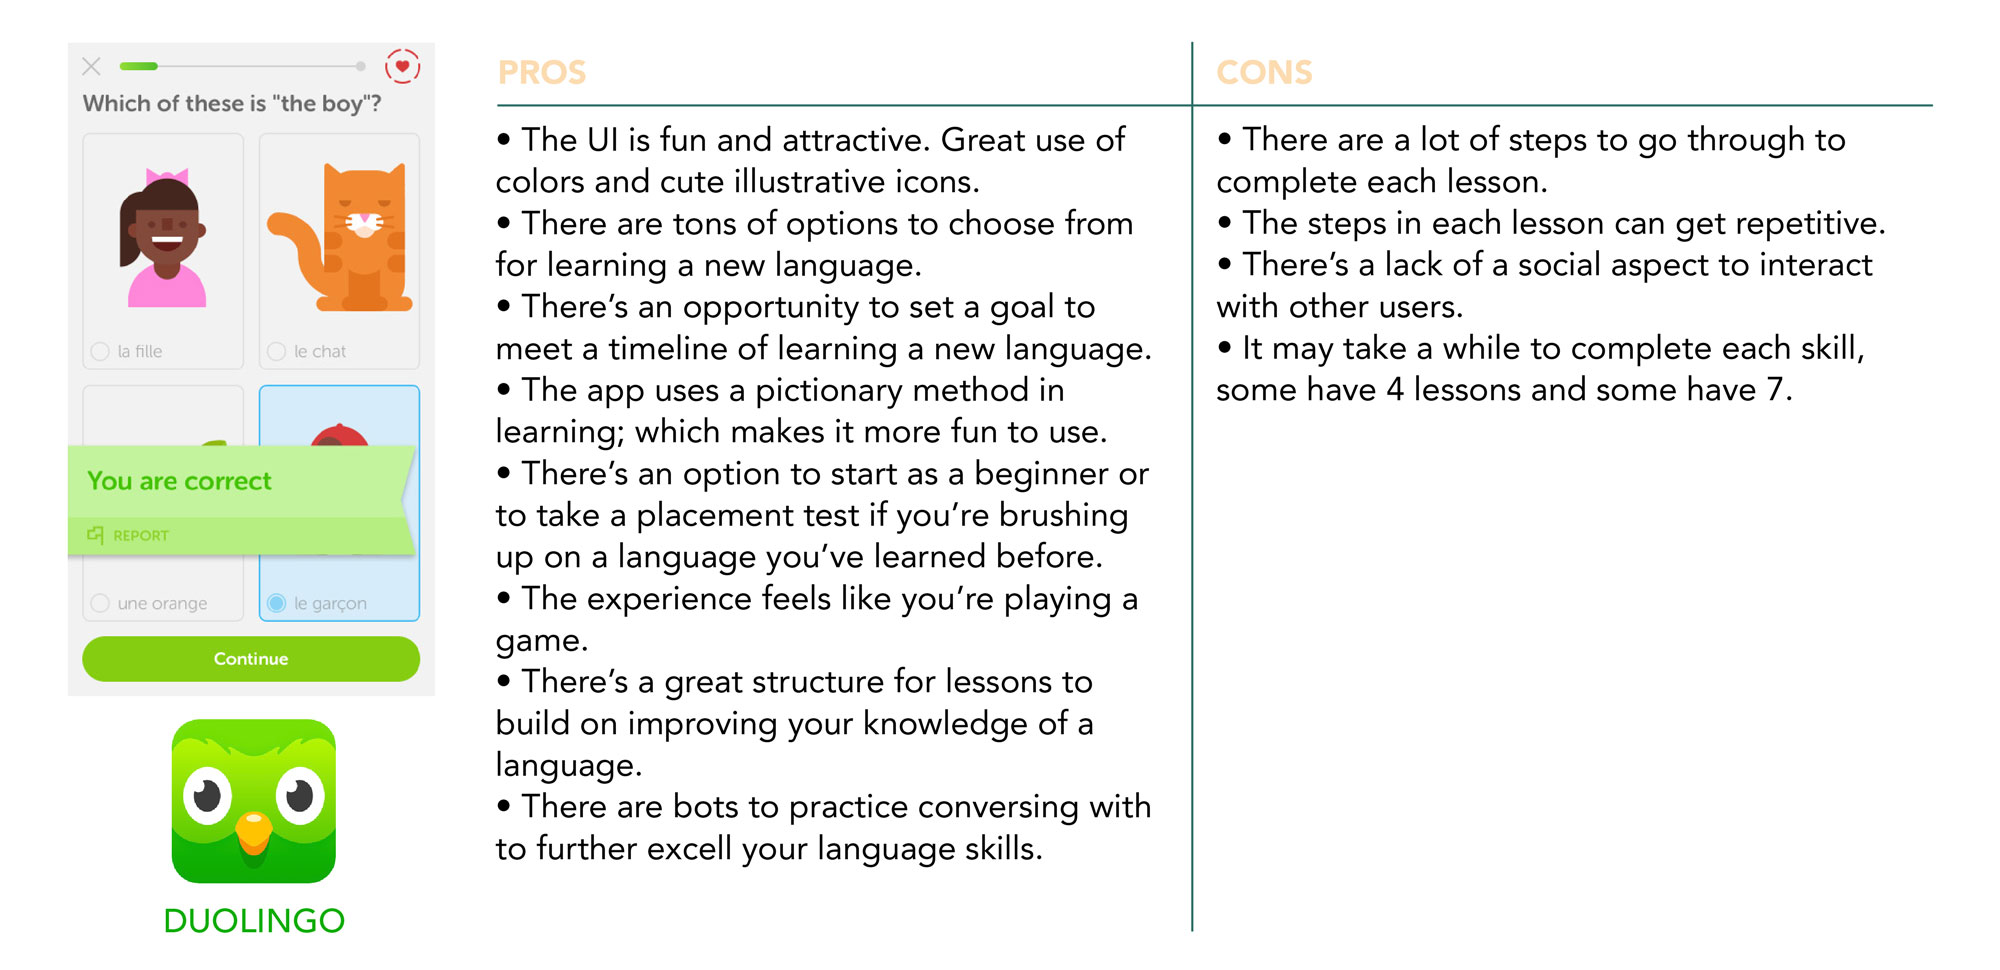 Which of these is "the boy"?
la fille
le chat
You are correct
REPORT
une orange
le garçon
Continue
DUOLINGO
PROS
• The UI is fun and attractive. Great use of
colors and cute illustrative icons.
• There are tons of options to choose from
for learning a new language.
• There’s an opportunity to set a goal to
meet a timeline of learning a new language.
• The app uses a pictionary method in
learning; which makes it more fun to use.
• There’s an option to start as a beginner or
to take a placement test if you’re brushing
up on a language you’ve learned before.
• The experience feels like you’re playing a
game.
• There’s a great structure for lessons to
build on improving your knowledge of a
language.
• There are bots to practice conversing with
to further excell your language skills.
CONS
• There are a lot of steps to go through to
complete each lesson.
• The steps in each lesson can get repetitive.
• There’s a lack of a social aspect to interact
with other users.
• It may take a while to complete each skill,
some have 4 lessons and some have 7.